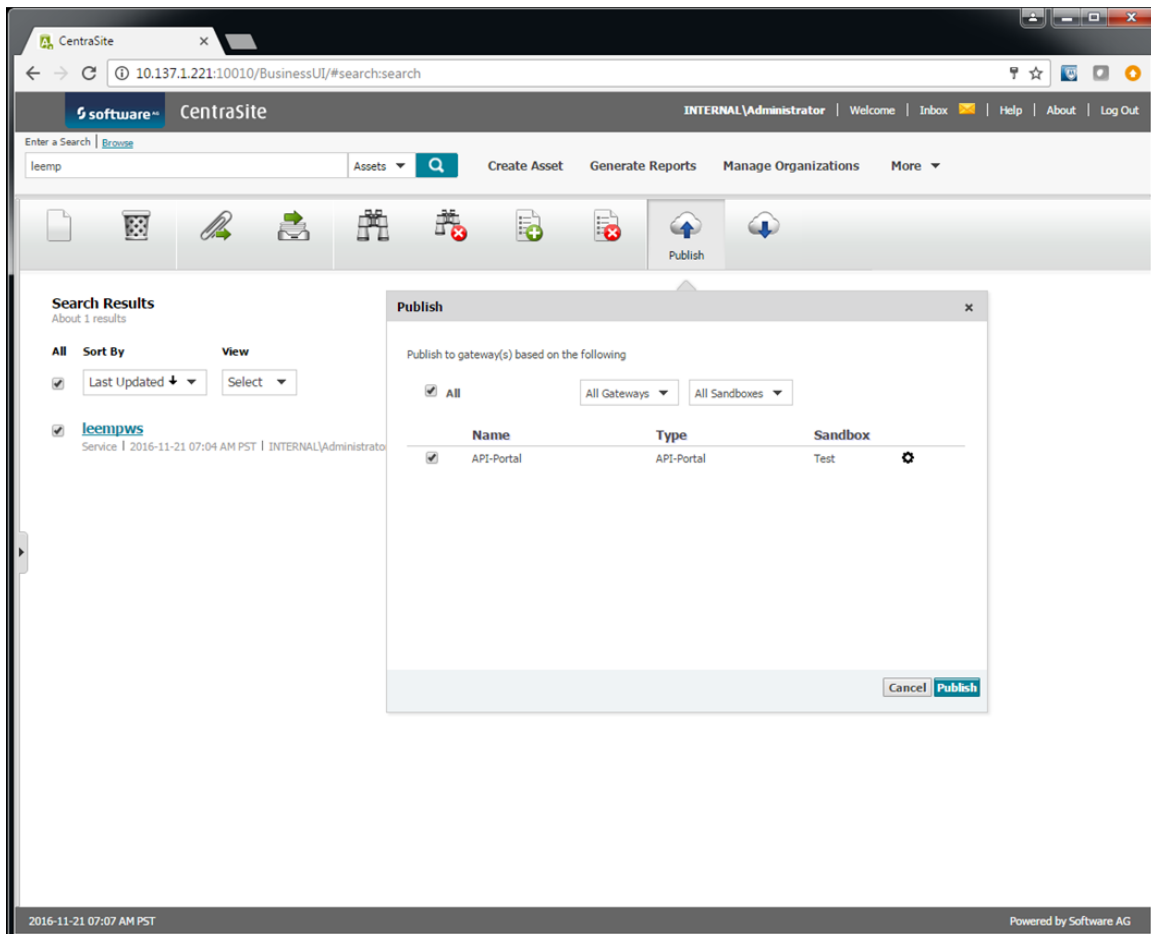 CentraSite
10.137.1.221:10010/BusinessUI/#search:search
software AG CentraSite INTERNAL\Administrator | Welcome | Inbox | Help | About | Log Out
Enter a Search | Browse
leemp Assets Create Asset Generate Reports Manage Organizations More
Publish
Search Results
About 1 results
All Sort By View
Last Updated Select
leempws
Service | 2016-11-21 07:04 AM PST | INTERNAL\Administrato
Publish
Publish to gateway(s) based on the following
All All Gateways All Sandboxes
Name Type Sandbox
API-Portal API-Portal Test
Cancel Publish
2016-11-21 07:07 AM PST Powered by Software AG